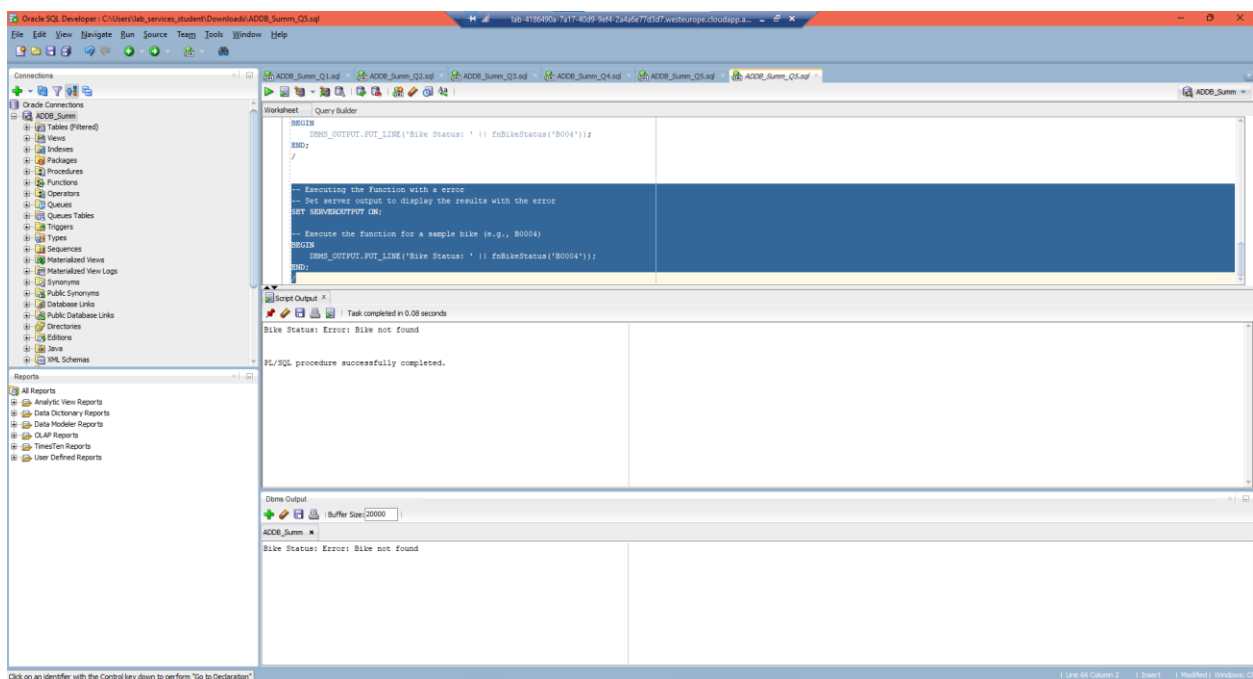 Oracle SQL Developer : C:\Users\lab_services_student\Downloads\ADDB_Summ_Q5.sql
lab-4186490a-7a17-40d9-9ef4-2a4a6e77d3d7.westeurope.cloudapp.a...
File Edit View Navigate Run Source Team Tools Window Help
Connections
Oracle Connections
ADDB_Summ
Tables (Filtered)
Views
Indexes
Packages
Procedures
Functions
Operators
Queues
Queues Tables
Triggers
Types
Sequences
Materialized Views
Materialized View Logs
Synonyms
Public Synonyms
Database Links
Public Database Links
Directories
Editions
Java
XML Schemas
Reports
All Reports
Analytic View Reports
Data Dictionary Reports
Data Modeler Reports
OLAP Reports
TimesTen Reports
User Defined Reports
ADDB_Summ_Q1.sql ADDB_Summ_Q2.sql ADDB_Summ_Q3.sql ADDB_Summ_Q4.sql ADDB_Summ_Q5.sql ADDB_Summ_Q5.sql
ADDB_Summ
Worksheet Query Builder
BEGIN
DBMS_OUTPUT.PUT_LINE('Bike Status: ' || fnBikeStatus('B004'));
END;
/
-- Executing the Function with a error
-- Set server output to display the results with the error
SET SERVEROUTPUT ON;
-- Execute the function for a sample bike (e.g., B0004)
BEGIN
DBMS_OUTPUT.PUT_LINE('Bike Status: ' || fnBikeStatus('B0004'));
END;
/
Script Output
Task completed in 0.08 seconds
Bike Status: Error: Bike not found
PL/SQL procedure successfully completed.
Dbms Output
Buffer Size: 20000
ADDB_Summ
Bike Status: Error: Bike not found
Click on an identifier with the Control key down to perform "Go to Declaration"
Line 66 Column 2 | Insert | Modified | Windows: C